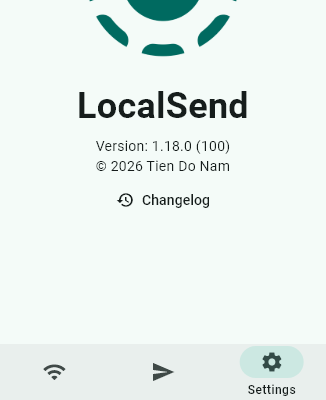 LocalSend
Version: 1.18.0 (100)
© 2026 Tien Do Nam
Changelog
Settings